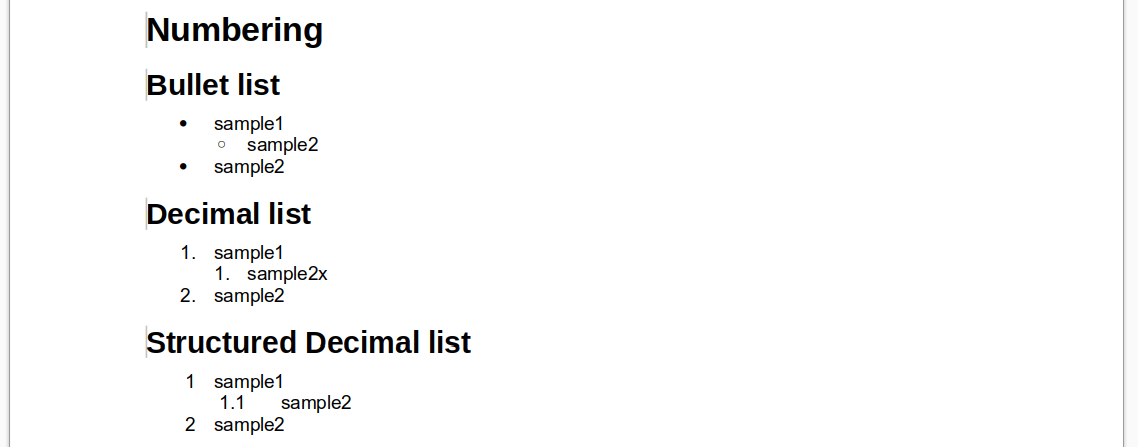 Numbering
Bullet list
• sample1
○ sample2
• sample2
Decimal list
1. sample1
1. sample2x
2. sample2
Structured Decimal list
1 sample1
1.1 sample2
2 sample2